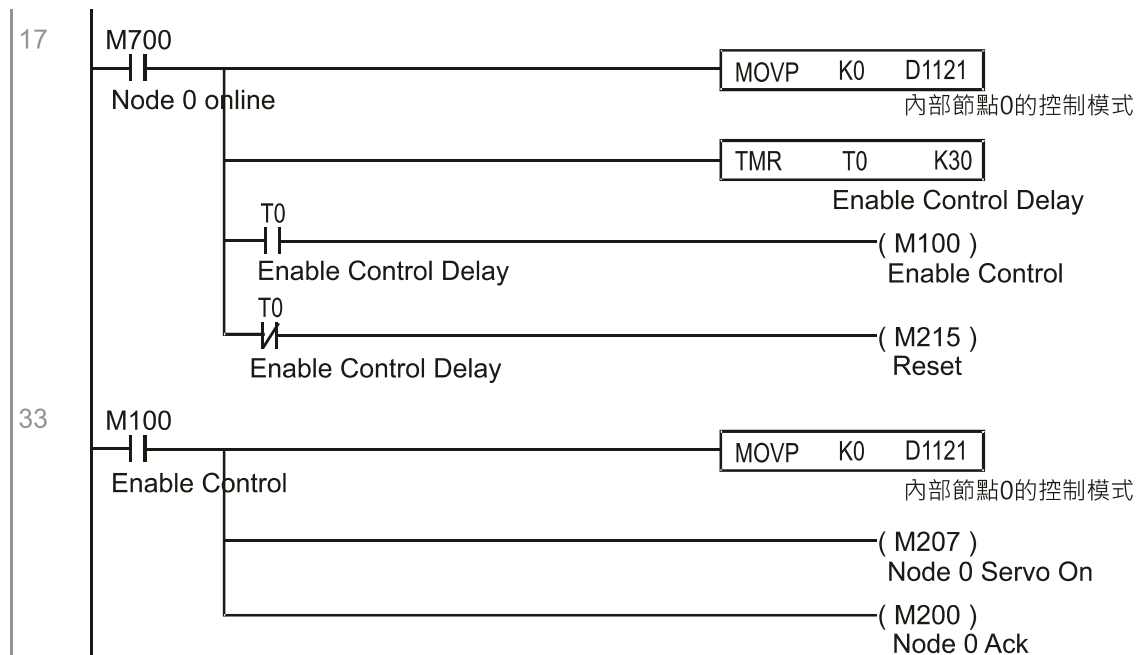 17
M700
Node 0 online
MOVP K0 D1121
內部節點0的控制模式
TMR T0 K30
Enable Control Delay
T0
Enable Control Delay
( M100 )
Enable Control
T0
Enable Control Delay
( M215 )
Reset
33
M100
Enable Control
MOVP K0 D1121
內部節點0的控制模式
( M207 )
Node 0 Servo On
( M200 )
Node 0 Ack